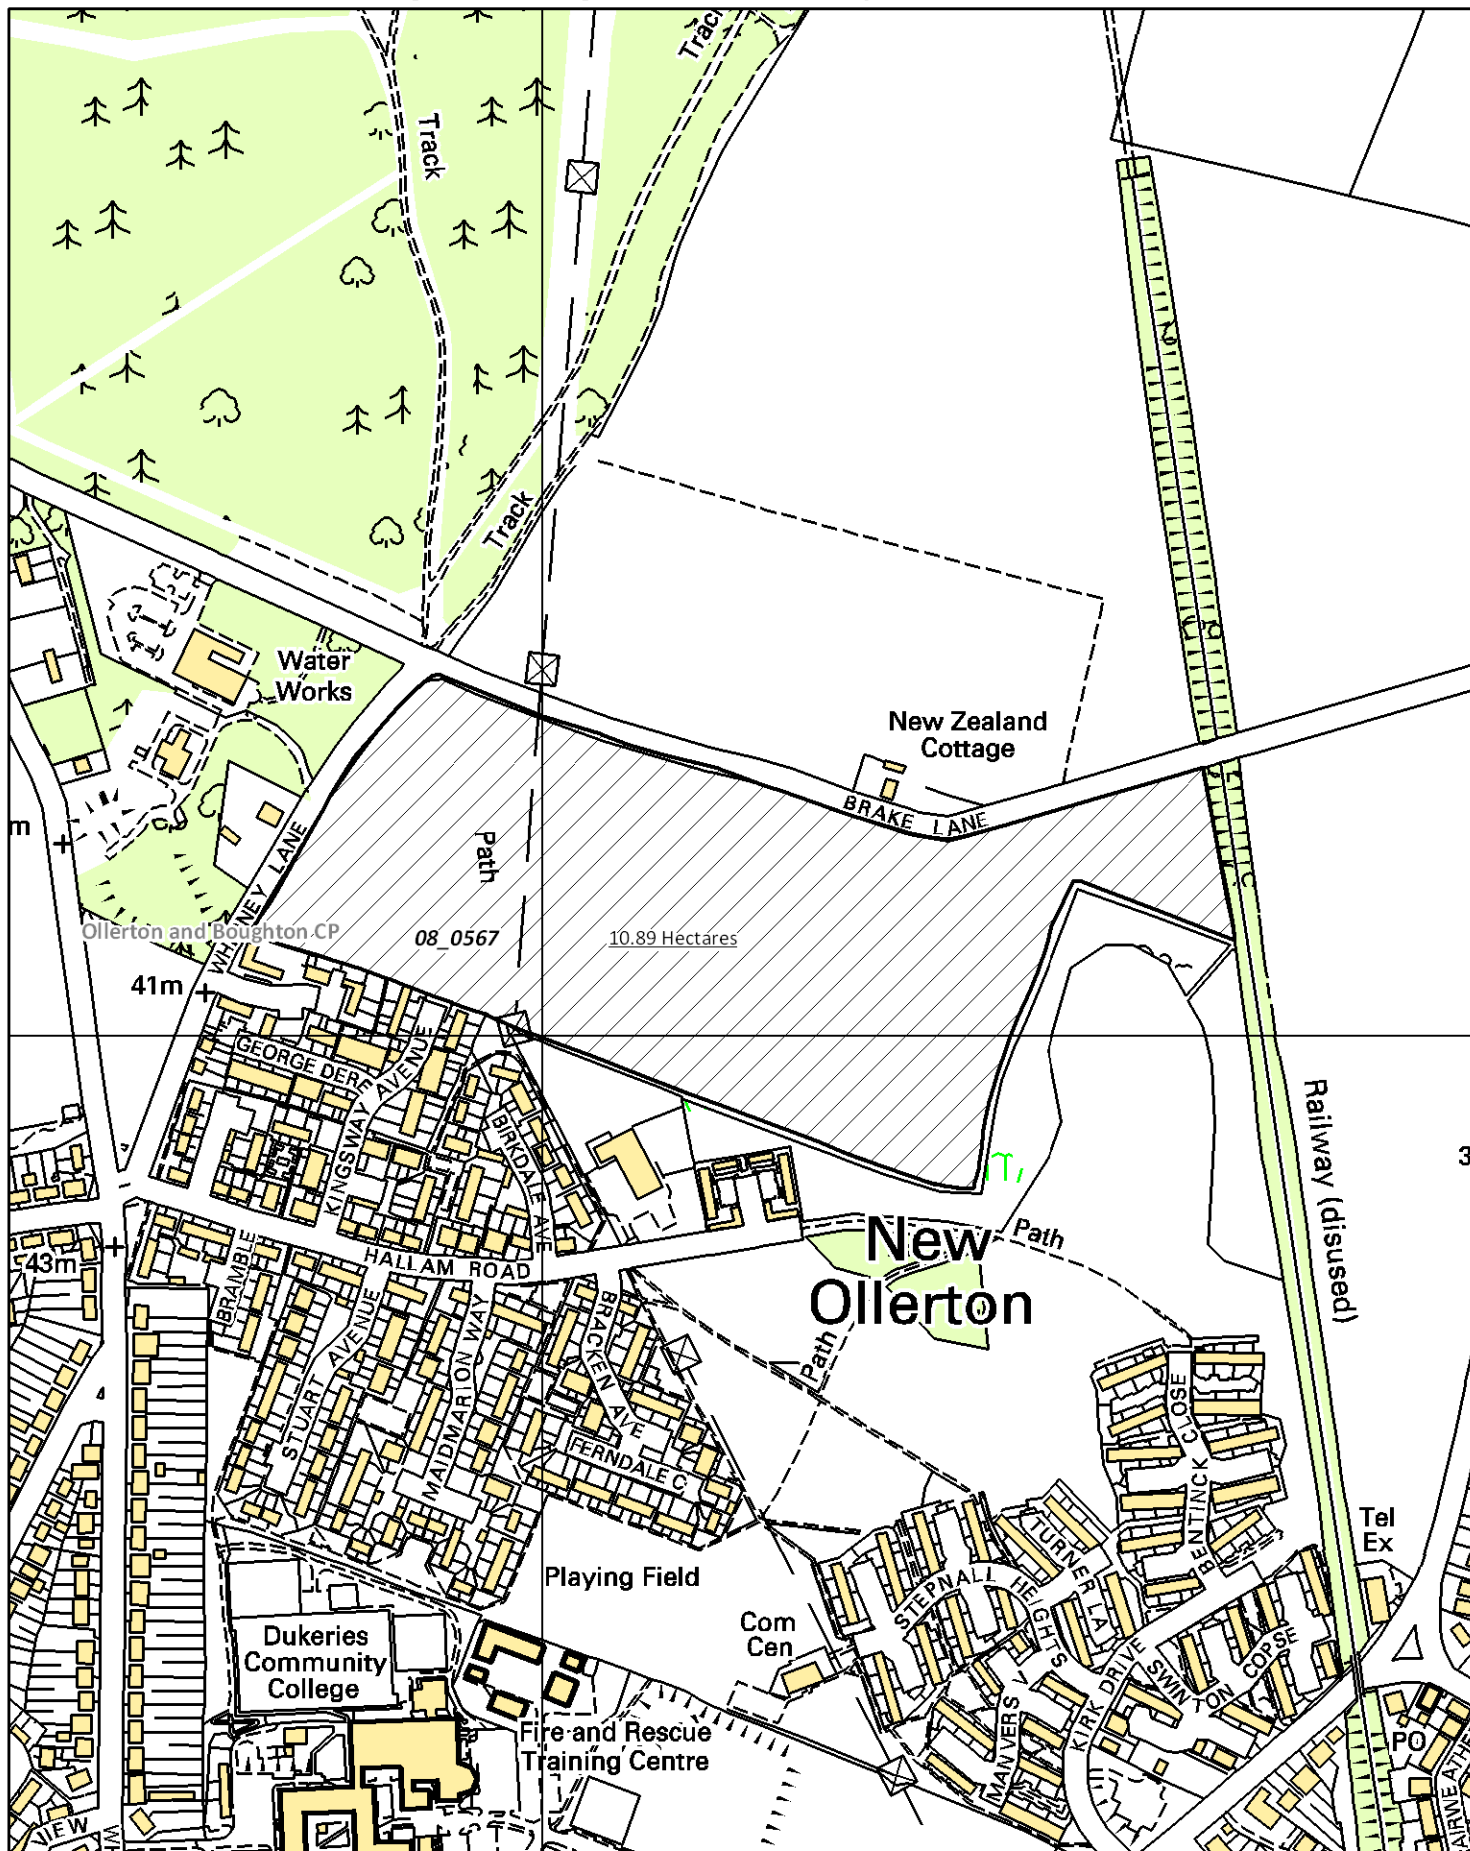 Track
Track
Track
Water
Works
New Zealand
Cottage
BRAKE LANE
m
Path
WHINNEY LANE
Ollerton and Boughton CP
08_0567
10.89 Hectares
41m
GEORGE DERE
KINGSWAY AVENUE
BIRKDALE AVE
Railway (disused)
3
New
Ollerton
Path
43m
BRAMBLE
HALLAM ROAD
STUART AVENUE
MAIDMARION WAY
BRACKEN AVE
Path
FERNDALE C
BENTINCK CLOSE
Tel
Ex
TURNER LA
Playing Field
STEPNALL HEIGHTS
Com
Cen
Dukeries
Community
College
KIRK DRIVE
SWINTON COPSE
MANVERS
Fire and Rescue
Training Centre
PO
VIEW
WH
AIRWEATHE